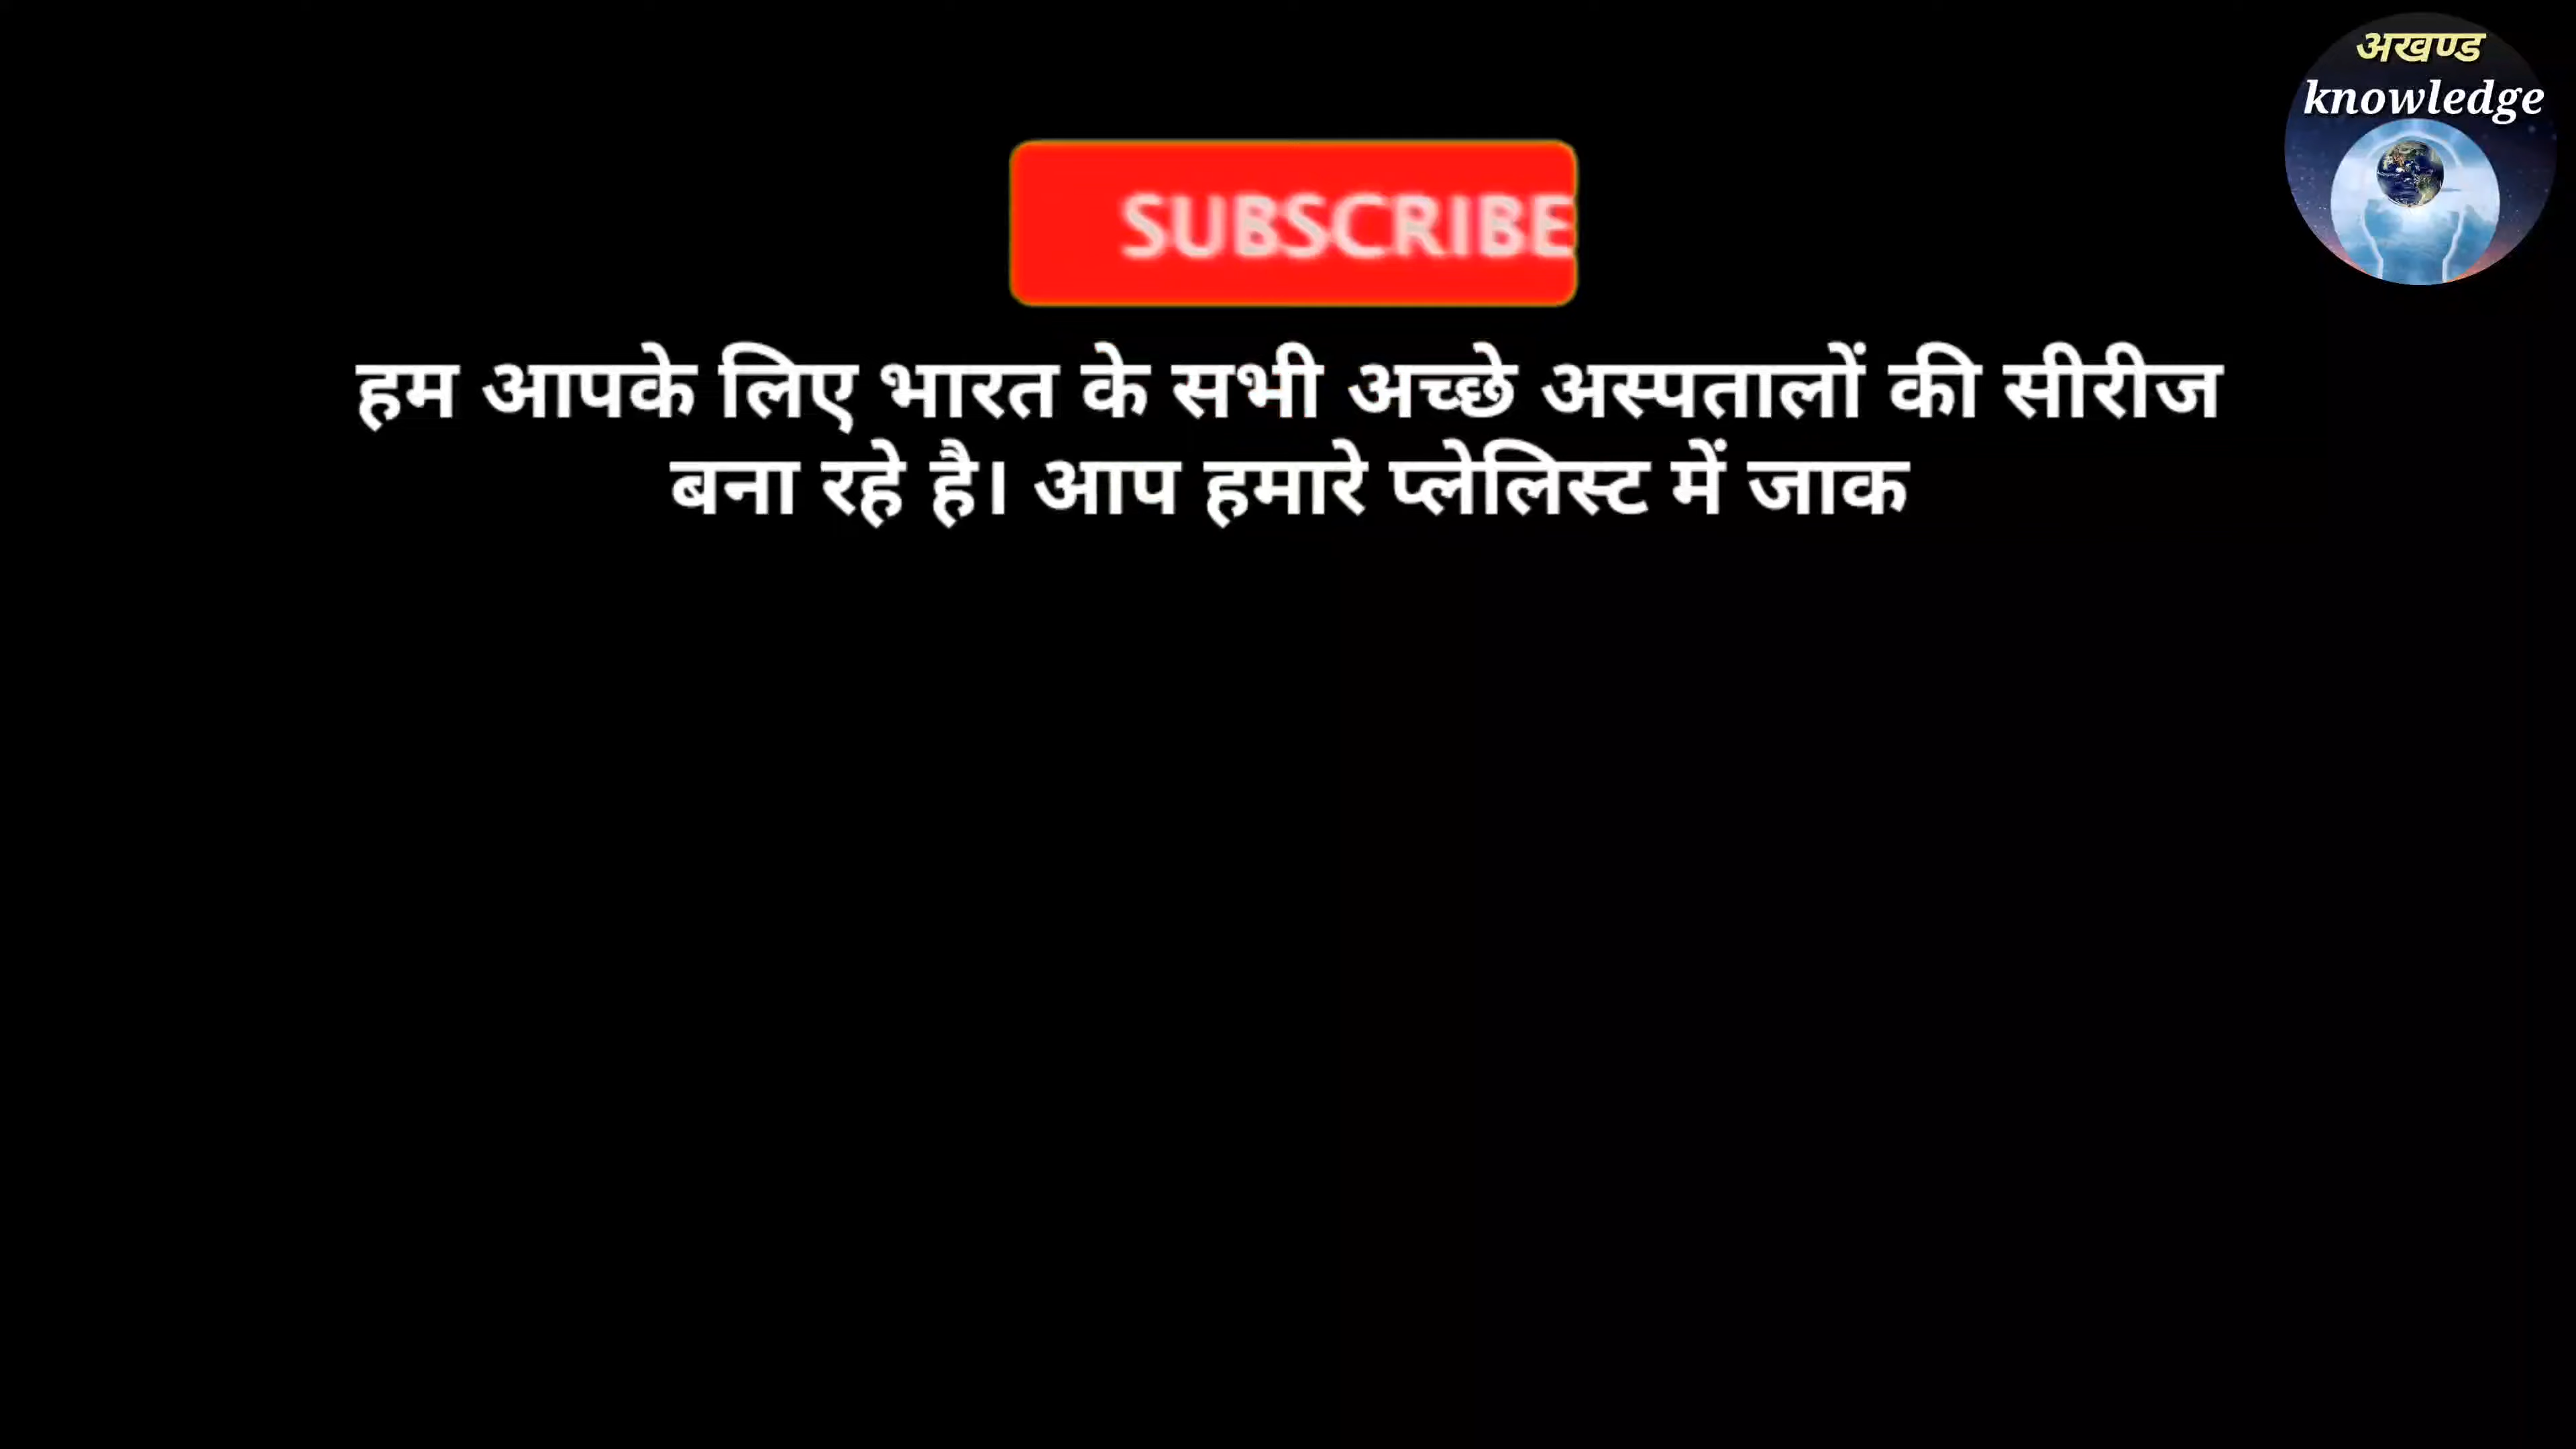 अखण्ड
knowledge
SUBSCRIBE
हम आपके लिए भारत के सभी अच्छे अस्पतालों की सीरीज
बना रहे है। आप हमारे प्लेलिस्ट में जाक